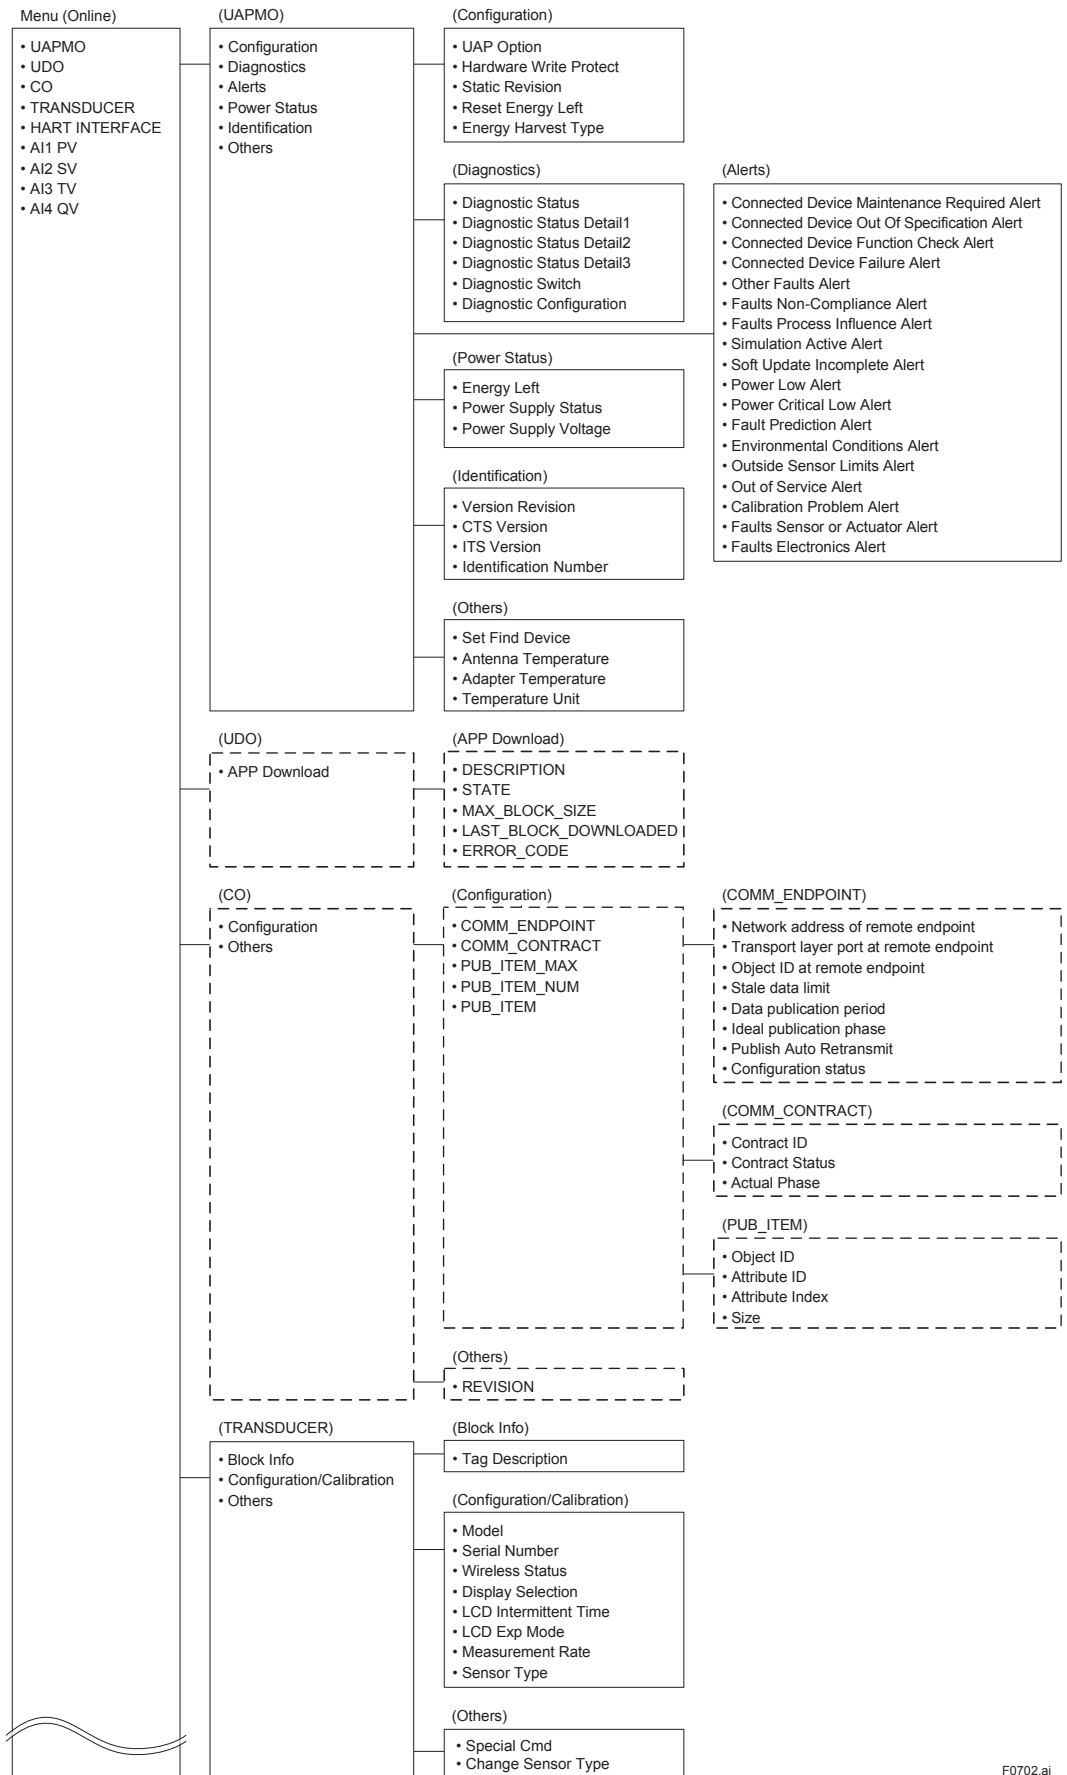 Menu (Online)
• UAPMO
• UDO
• CO
• TRANSDUCER
• HART INTERFACE
• AI1 PV
• AI2 SV
• AI3 TV
• AI4 QV
(UAPMO)
• Configuration
• Diagnostics
• Alerts
• Power Status
• Identification
• Others
(Configuration)
• UAP Option
• Hardware Write Protect
• Static Revision
• Reset Energy Left
• Energy Harvest Type
(Diagnostics)
• Diagnostic Status
• Diagnostic Status Detail1
• Diagnostic Status Detail2
• Diagnostic Status Detail3
• Diagnostic Switch
• Diagnostic Configuration
(Alerts)
• Connected Device Maintenance Required Alert
• Connected Device Out Of Specification Alert
• Connected Device Function Check Alert
• Connected Device Failure Alert
• Other Faults Alert
• Faults Non-Compliance Alert
• Faults Process Influence Alert
• Simulation Active Alert
• Soft Update Incomplete Alert
• Power Low Alert
• Power Critical Low Alert
• Fault Prediction Alert
• Environmental Conditions Alert
• Outside Sensor Limits Alert
• Out of Service Alert
• Calibration Problem Alert
• Faults Sensor or Actuator Alert
• Faults Electronics Alert
(Power Status)
• Energy Left
• Power Supply Status
• Power Supply Voltage
(Identification)
• Version Revision
• CTS Version
• ITS Version
• Identification Number
(Others)
• Set Find Device
• Antenna Temperature
• Adapter Temperature
• Temperature Unit
(UDO)
• APP Download
(APP Download)
• DESCRIPTION
• STATE
• MAX_BLOCK_SIZE
• LAST_BLOCK_DOWNLOADED
• ERROR_CODE
(CO)
• Configuration
• Others
(Configuration)
• COMM_ENDPOINT
• COMM_CONTRACT
• PUB_ITEM_MAX
• PUB_ITEM_NUM
• PUB_ITEM
(COMM_ENDPOINT)
• Network address of remote endpoint
• Transport layer port at remote endpoint
• Object ID at remote endpoint
• Stale data limit
• Data publication period
• Ideal publication phase
• Publish Auto Retransmit
• Configuration status
(COMM_CONTRACT)
• Contract ID
• Contract Status
• Actual Phase
(PUB_ITEM)
• Object ID
• Attribute ID
• Attribute Index
• Size
(Others)
• REVISION
(TRANSDUCER)
• Block Info
• Configuration/Calibration
• Others
(Block Info)
• Tag Description
(Configuration/Calibration)
• Model
• Serial Number
• Wireless Status
• Display Selection
• LCD Intermittent Time
• LCD Exp Mode
• Measurement Rate
• Sensor Type
(Others)
• Special Cmd
• Change Sensor Type
F0702.ai